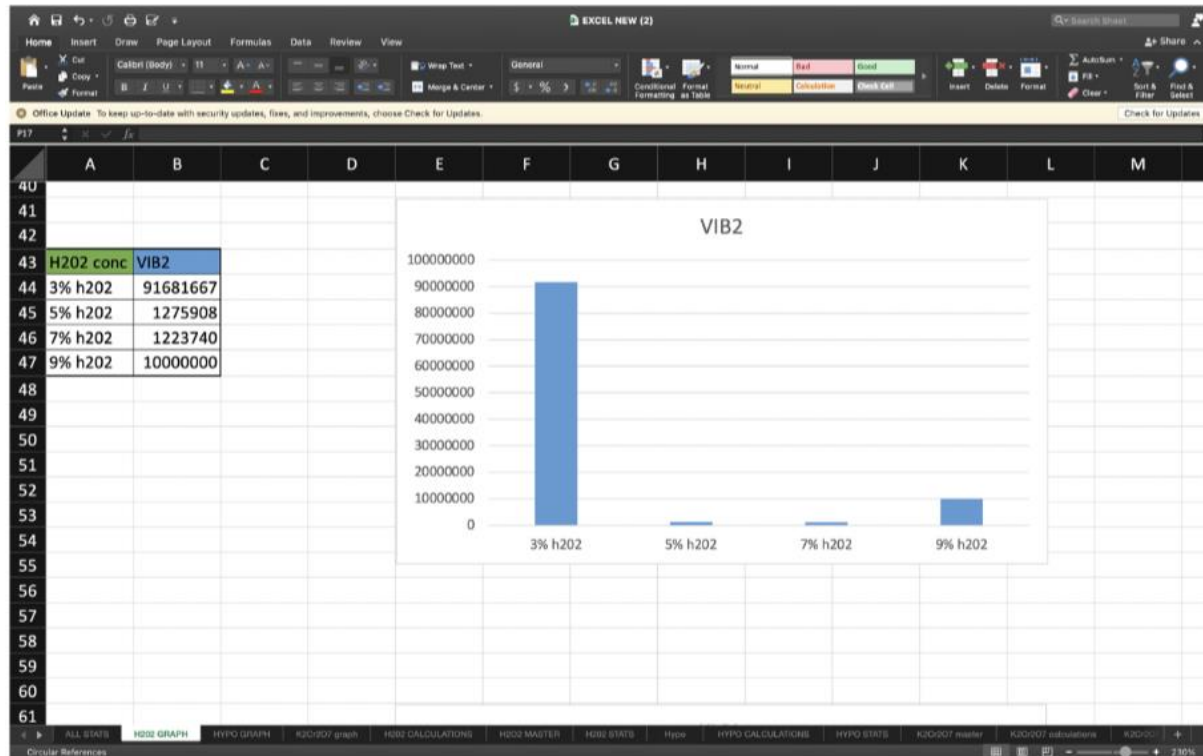 EXCEL NEW (2)
Search Sheet
Home Insert Draw Page Layout Formulas Data Review View
Share
Paste
Cut
Copy
Format
Calibri (Body) 11
B I U
Wrap Text
Merge & Center
General
$ %
Conditional Formatting
Format as Table
Normal Bad Good
Neutral Calculation Check Cell
Insert Delete Format
AutoSum
Fill
Clear
Sort & Filter
Find & Select
Office Update To keep up-to-date with security updates, fixes, and improvements, choose Check for Updates.
Check for Updates
P17 fx
A B C D E F G H I J K L M
40
41
42
43 H202 conc VIB2
44 3% h202 91681667
45 5% h202 1275908
46 7% h202 1223740
47 9% h202 10000000
48
49
50
51
52
53
54
55
56
57
58
59
60
61
VIB2
100000000
90000000
80000000
70000000
60000000
50000000
40000000
30000000
20000000
10000000
0
3% h202 5% h202 7% h202 9% h202
ALL STATS H202 GRAPH HYPO GRAPH K2Cr2O7 graph H202 CALCULATIONS H202 MASTER H202 STATS Hypo HYPO CALCULATIONS HYPO STATS
Circular References